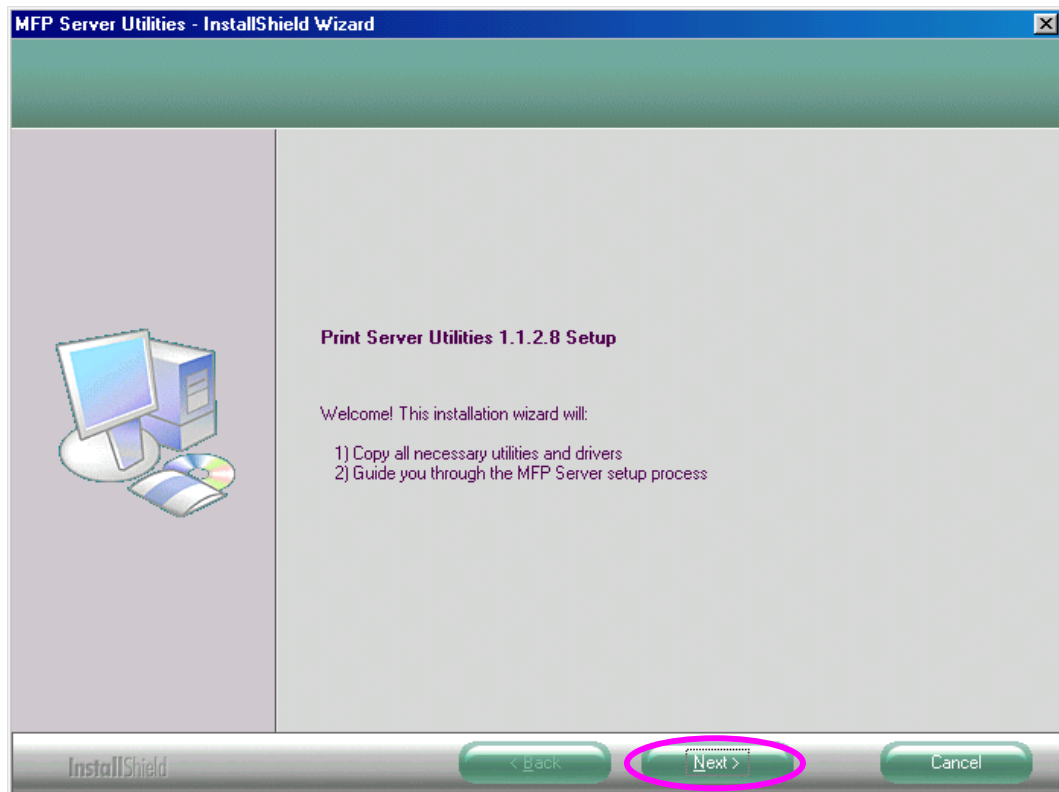 MFP Server Utilities - InstallShield Wizard
Print Server Utilities 1.1.2.8 Setup
Welcome! This installation wizard will:
1) Copy all necessary utilities and drivers
2) Guide you through the MFP Server setup process
InstallShield
< Back
Next >
Cancel